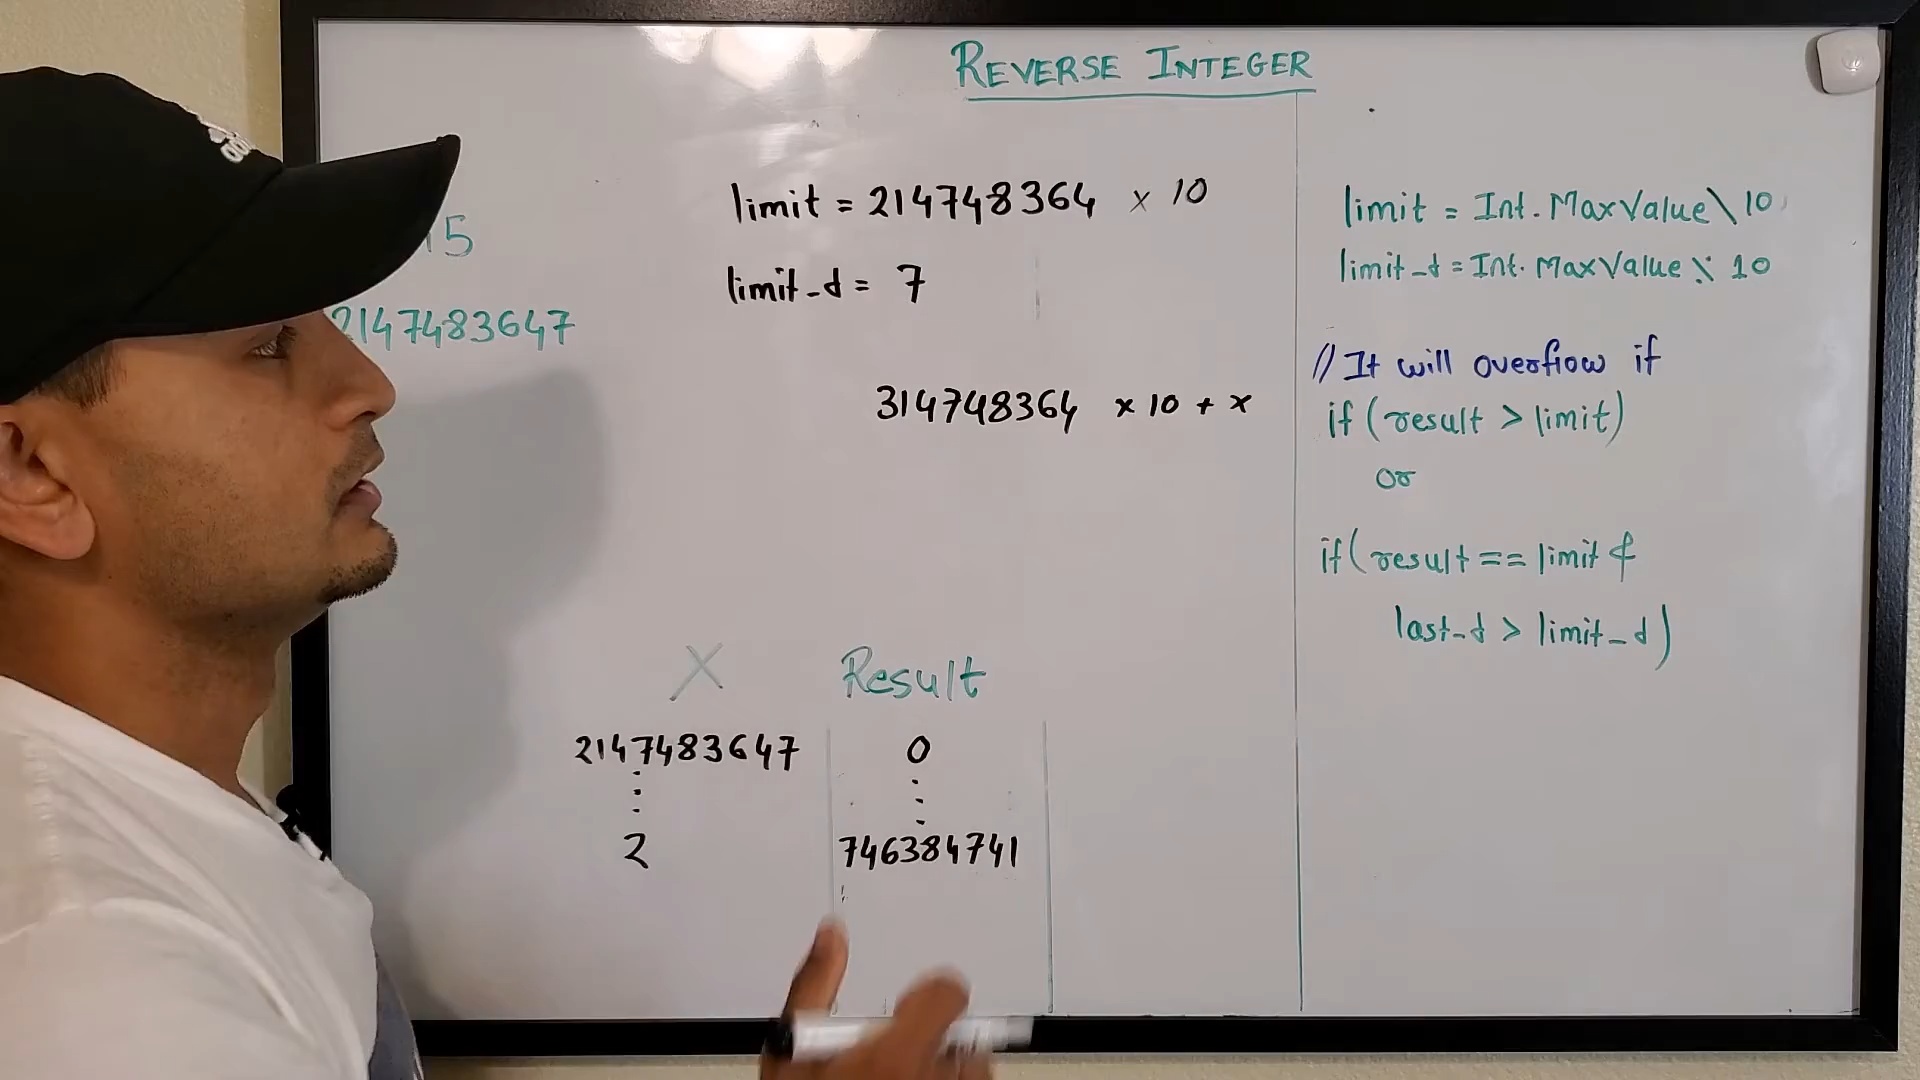 REVERSE INTEGER
15
2147483647
limit = 214748364 × 10
limit_d = 7
314748364 × 10 + x
X Result
2147483647 0
2 746384741
limit = Int.MaxValue \ 10
limit_d = Int.MaxValue % 10
// It will overflow if
if (result > limit)
or
if (result == limit &
last_d > limit_d)